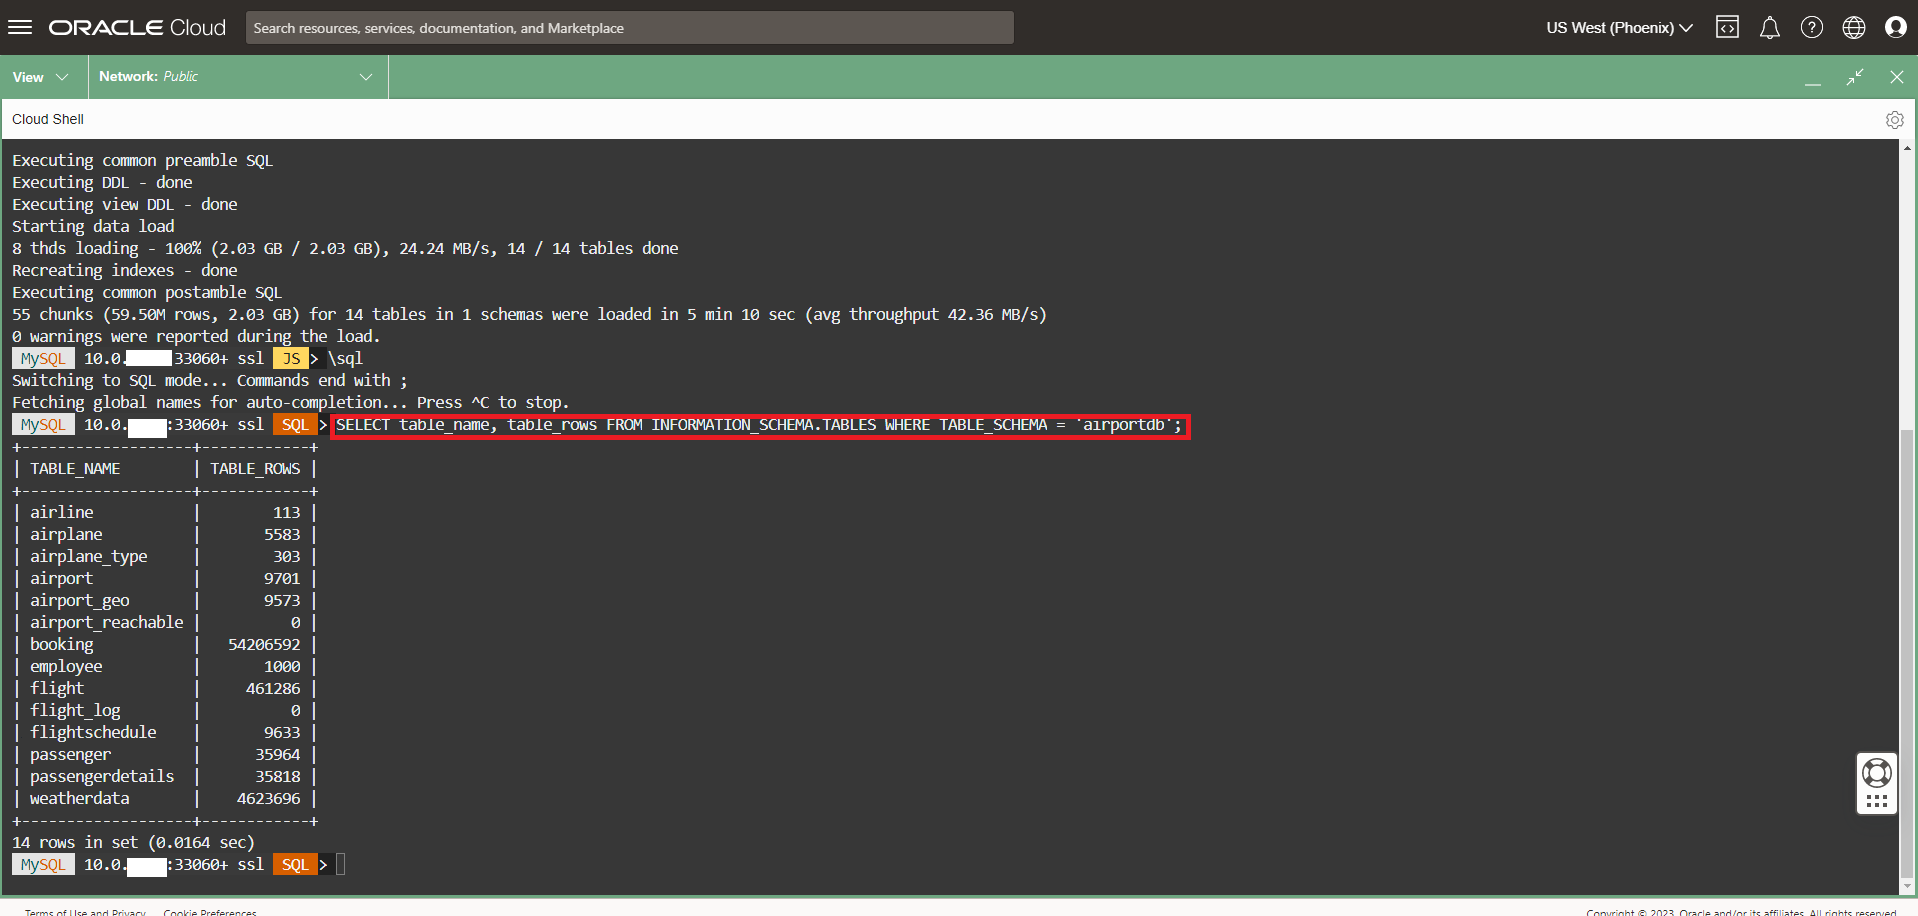 ORACLE Cloud
Search resources, services, documentation, and Marketplace
US West (Phoenix)
View
Network: Public
Cloud Shell
Executing common preamble SQL
Executing DDL - done
Executing view DDL - done
Starting data load
8 thds loading - 100% (2.03 GB / 2.03 GB), 24.24 MB/s, 14 / 14 tables done
Recreating indexes - done
Executing common postamble SQL
55 chunks (59.50M rows, 2.03 GB) for 14 tables in 1 schemas were loaded in 5 min 10 sec (avg throughput 42.36 MB/s)
0 warnings were reported during the load.
MySQL 10.0. 33060+ ssl JS > \sql
Switching to SQL mode... Commands end with ;
Fetching global names for auto-completion... Press ^C to stop.
MySQL 10.0. :33060+ ssl SQL > SELECT table_name, table_rows FROM INFORMATION_SCHEMA.TABLES WHERE TABLE_SCHEMA = `airportdb`;
+-------------------+------------+
| TABLE_NAME | TABLE_ROWS |
+-------------------+------------+
| airline | 113 |
| airplane | 5583 |
| airplane_type | 303 |
| airport | 9701 |
| airport_geo | 9573 |
| airport_reachable | 0 |
| booking | 54206592 |
| employee | 1000 |
| flight | 461286 |
| flight_log | 0 |
| flightschedule | 9633 |
| passenger | 35964 |
| passengerdetails | 35818 |
| weatherdata | 4623696 |
+-------------------+------------+
14 rows in set (0.0164 sec)
MySQL 10.0. :33060+ ssl SQL >
Terms of Use and Privacy Cookie Preferences
Copyright © 2023, Oracle and/or its affiliates. All rights reserved.